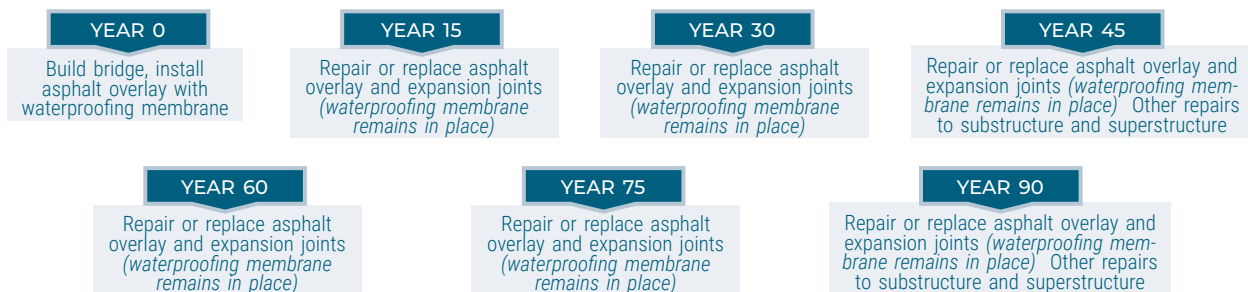 YEAR 0
Build bridge, install
asphalt overlay with
waterproofing membrane
YEAR 15
Repair or replace asphalt
overlay and expansion joints
(waterproofing membrane
remains in place)
YEAR 30
Repair or replace asphalt
overlay and expansion joints
(waterproofing membrane
remains in place)
YEAR 45
Repair or replace asphalt overlay and
expansion joints (waterproofing mem-
brane remains in place) Other repairs
to substructure and superstructure
YEAR 60
Repair or replace asphalt
overlay and expansion joints
(waterproofing membrane
remains in place)
YEAR 75
Repair or replace asphalt
overlay and expansion joints
(waterproofing membrane
remains in place)
YEAR 90
Repair or replace asphalt overlay and
expansion joints (waterproofing mem-
brane remains in place) Other repairs
to substructure and superstructure